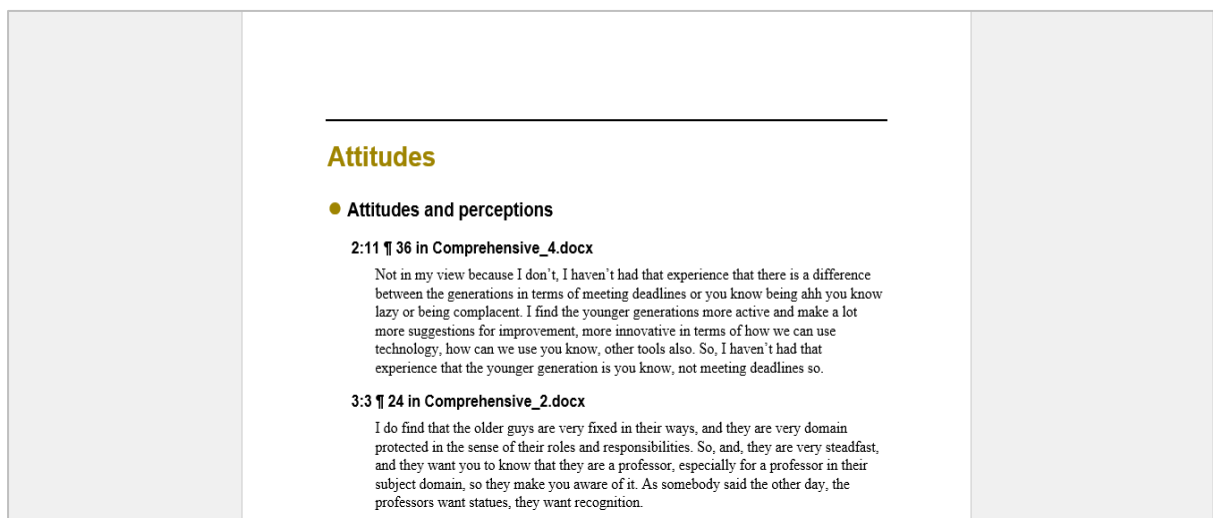 Attitudes
● Attitudes and perceptions
2:11 ¶ 36 in Comprehensive_4.docx
Not in my view because I don’t, I haven’t had that experience that there is a difference
between the generations in terms of meeting deadlines or you know being ahh you know
lazy or being complacent. I find the younger generations more active and make a lot
more suggestions for improvement, more innovative in terms of how we can use
technology, how can we use you know, other tools also. So, I haven’t had that
experience that the younger generation is you know, not meeting deadlines so.
3:3 ¶ 24 in Comprehensive_2.docx
I do find that the older guys are very fixed in their ways, and they are very domain
protected in the sense of their roles and responsibilities. So, and, they are very steadfast,
and they want you to know that they are a professor, especially for a professor in their
subject domain, so they make you aware of it. As somebody said the other day, the
professors want statues, they want recognition.